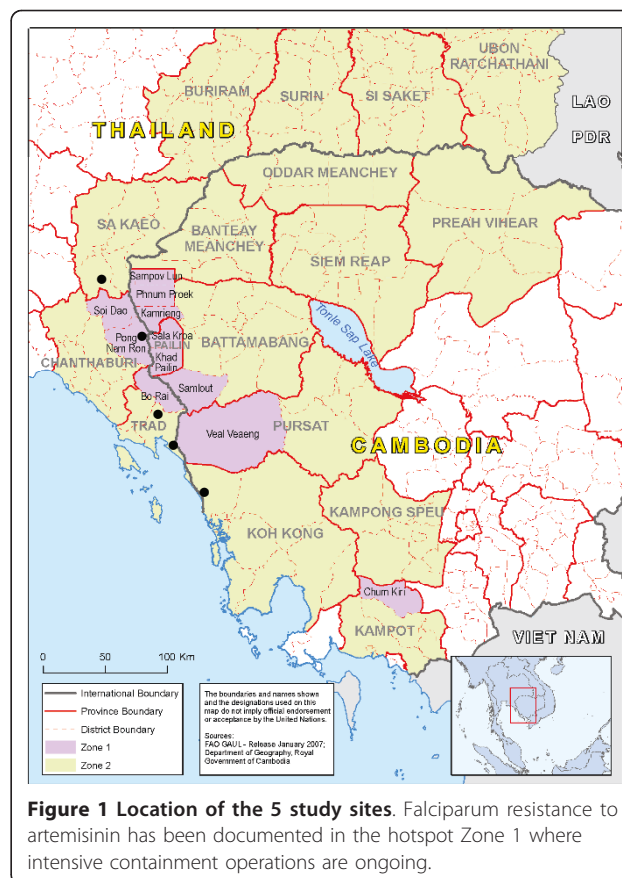 UBON
RATCHATHANI
BURIRAM
SURIN
SI SAKET
LAO
PDR
THAILAND
ODDAR MEANCHEY
SA KAEO
BANTEAY
MEANCHEY
PREAH VIHEAR
SIEM REAP
Sampov Lun
Phnum Proek
Kamrieng
Soi Dao
Tonle Sap Lake
Pong
Nam Ron
Sala Kroa
PAILIN
Khad
Pailin
BATTAMABANG
CHANTHABURI
Samlout
Bo Rai
TRAD
Veal Veaeng
PURSAT
CAMBODIA
KAMPONG SPEU
KOH KONG
Chum Kiri
KAMPOT
VIET NAM
0 50 100 Km
International Boundary
Province Boundary
District Boundary
Zone 1
Zone 2
The boundaries and names shown
and the designations used on this
map do not imply official endorsement
or acceptance by the United Nations.
Sources:
FAO GAUL - Release January 2007;
Department of Geography, Royal
Government of Cambodia
Figure 1 Location of the 5 study sites. Falciparum resistance to
artemisinin has been documented in the hotspot Zone 1 where
intensive containment operations are ongoing.